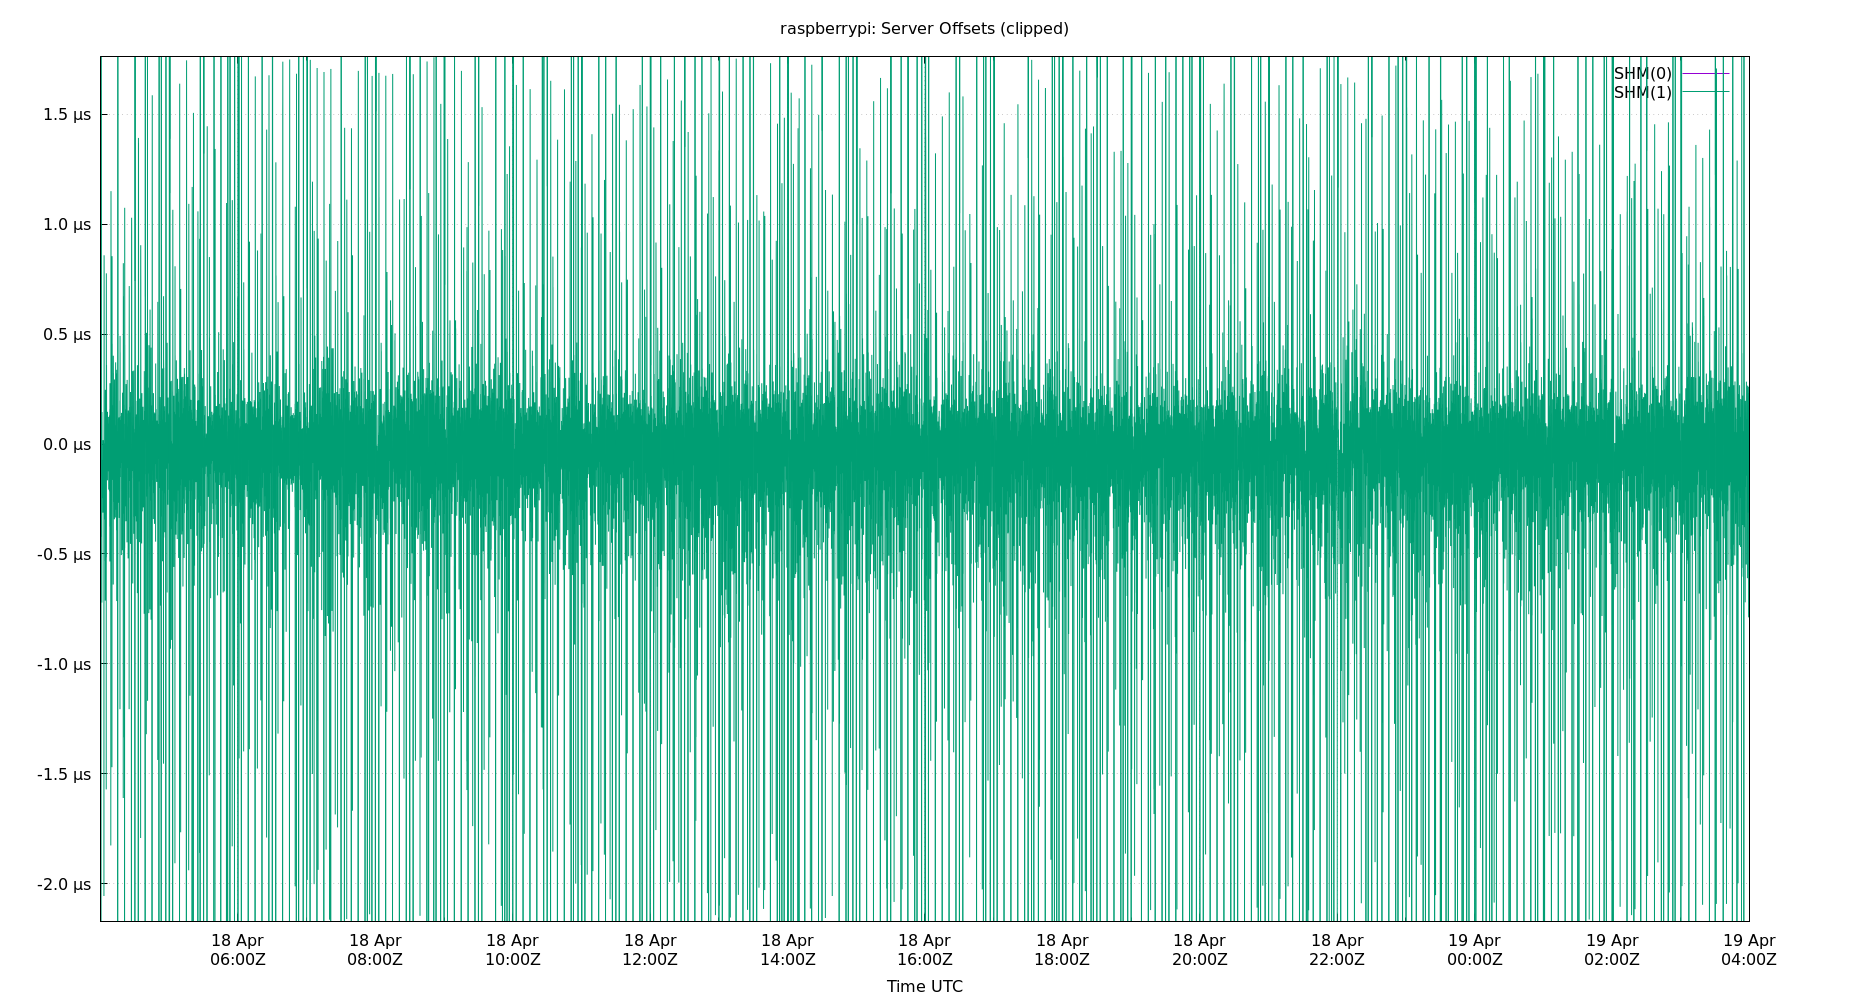 raspberrypi: Server Offsets (clipped)
SHM(0)
SHM(1)
1.5 µs
1.0 µs
0.5 µs
0.0 µs
-0.5 µs
-1.0 µs
-1.5 µs
-2.0 µs
18 Apr 18 Apr 18 Apr 18 Apr 18 Apr 18 Apr 18 Apr 18 Apr 18 Apr 19 Apr 19 Apr 19 Apr
06:00Z 08:00Z 10:00Z 12:00Z 14:00Z 16:00Z 18:00Z 20:00Z 22:00Z 00:00Z 02:00Z 04:00Z
Time UTC